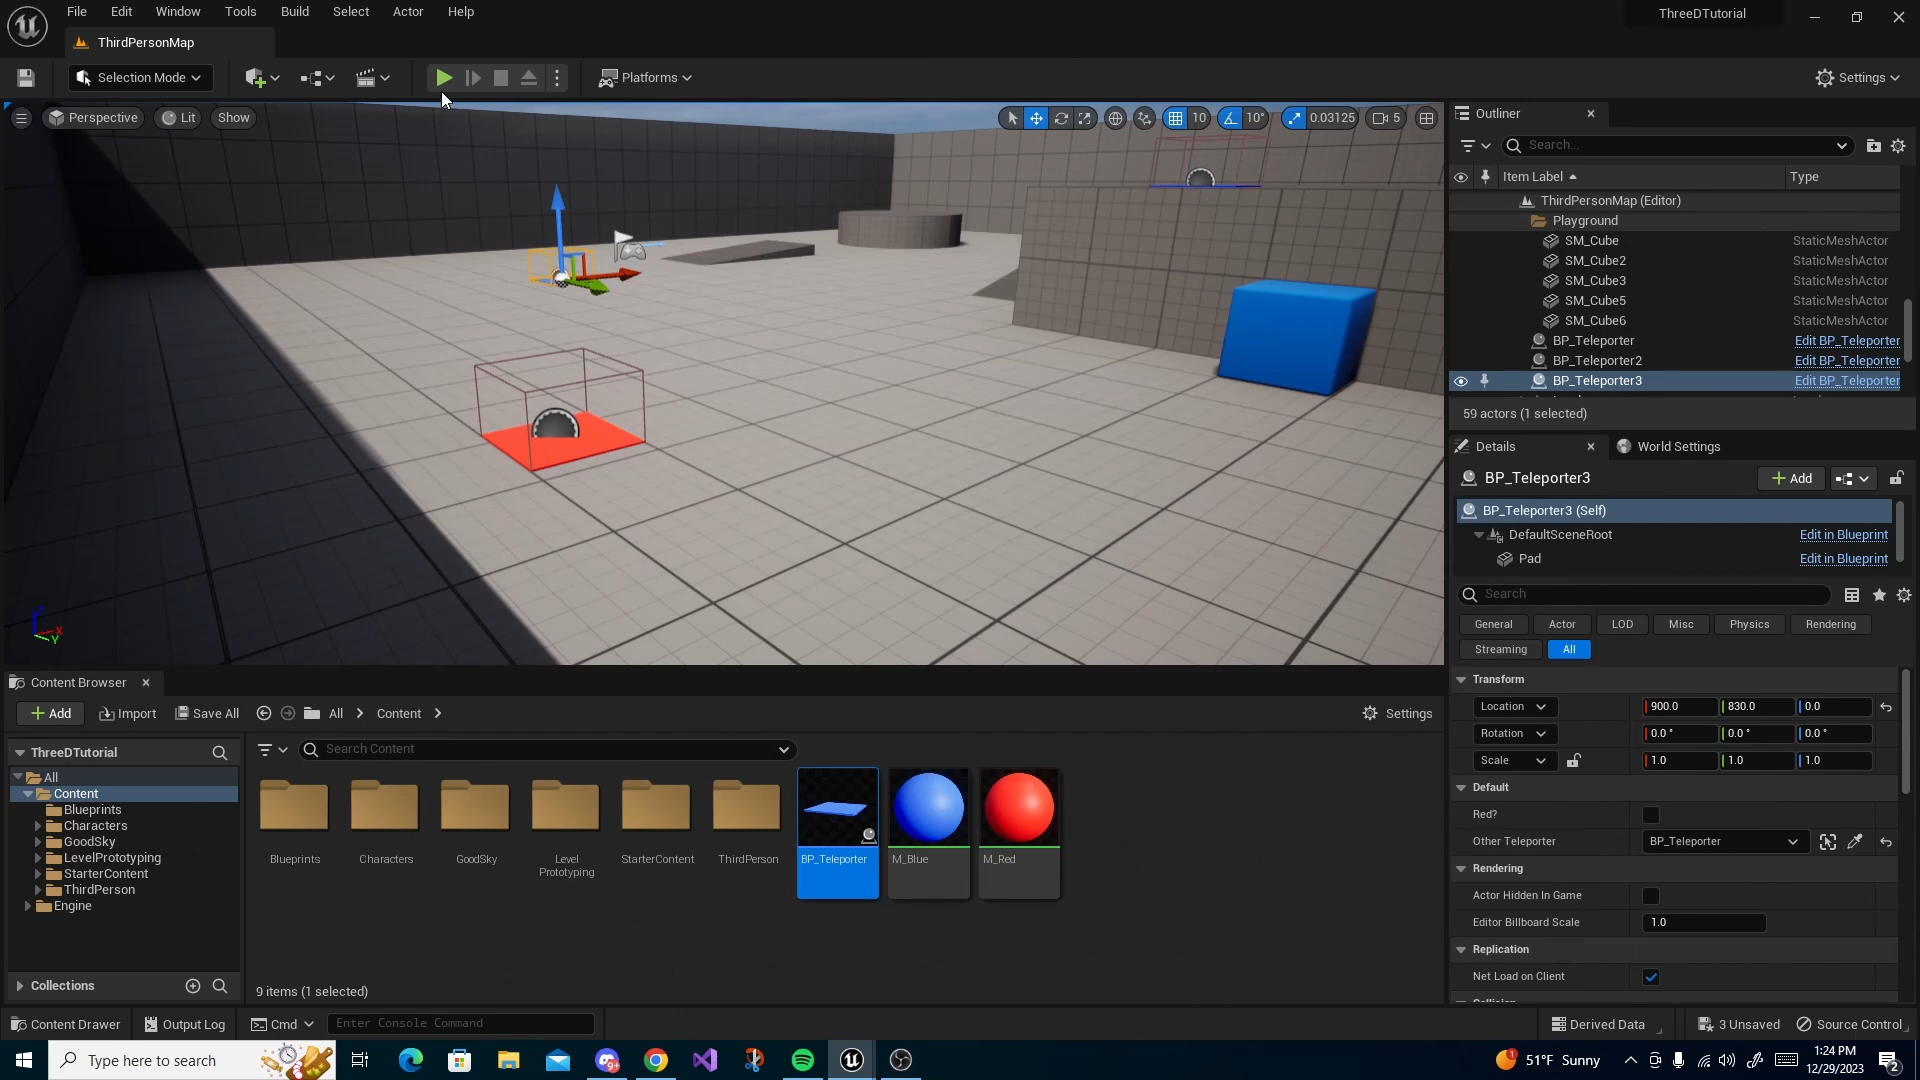 File Edit View Window Tools Build Select Actor Help
ThreeDTutorial
ThirdPersonMap
Selection Mode
Platforms
Settings
Perspective Lit Show
10 10° 0.03125 5
Outliner
Search...
Item Label Type
ThirdPersonMap (Editor)
Playground
SM_Cube StaticMeshActor
SM_Cube2 StaticMeshActor
SM_Cube3 StaticMeshActor
SM_Cube5 StaticMeshActor
SM_Cube6 StaticMeshActor
BP_Teleporter Edit BP_Teleporter
BP_Teleporter2 Edit BP_Teleporter
BP_Teleporter3 Edit BP_Teleporter
59 actors (1 selected)
Details World Settings
BP_Teleporter3 Add
BP_Teleporter3 (Self)
DefaultSceneRoot Edit in Blueprint
Pad Edit in Blueprint
Search
General Actor LOD Misc Physics Rendering
Streaming All
Transform
Location 900.0 830.0 0.0
Rotation 0.0° 0.0° 0.0°
Scale 1.0 1.0 1.0
Default
Red?
Other Teleporter BP_Teleporter
Rendering
Actor Hidden In Game
Editor Billboard Scale 1.0
Replication
Net Load on Client
X
Y
Content Browser
Add Import Save All All Content Settings
ThreeDTutorial
Search Content
All
Content
Blueprints
Characters
GoodSky
LevelPrototyping
StarterContent
ThirdPerson
Engine
Blueprints Characters GoodSky Level Prototyping StarterContent ThirdPerson BP_Teleporter M_Blue M_Red
Collections
9 items (1 selected)
Content Drawer Output Log Cmd Enter Console Command Derived Data 3 Unsaved Source Control
Type here to search
9+
1
51°F Sunny
1:24 PM
12/29/2023
2